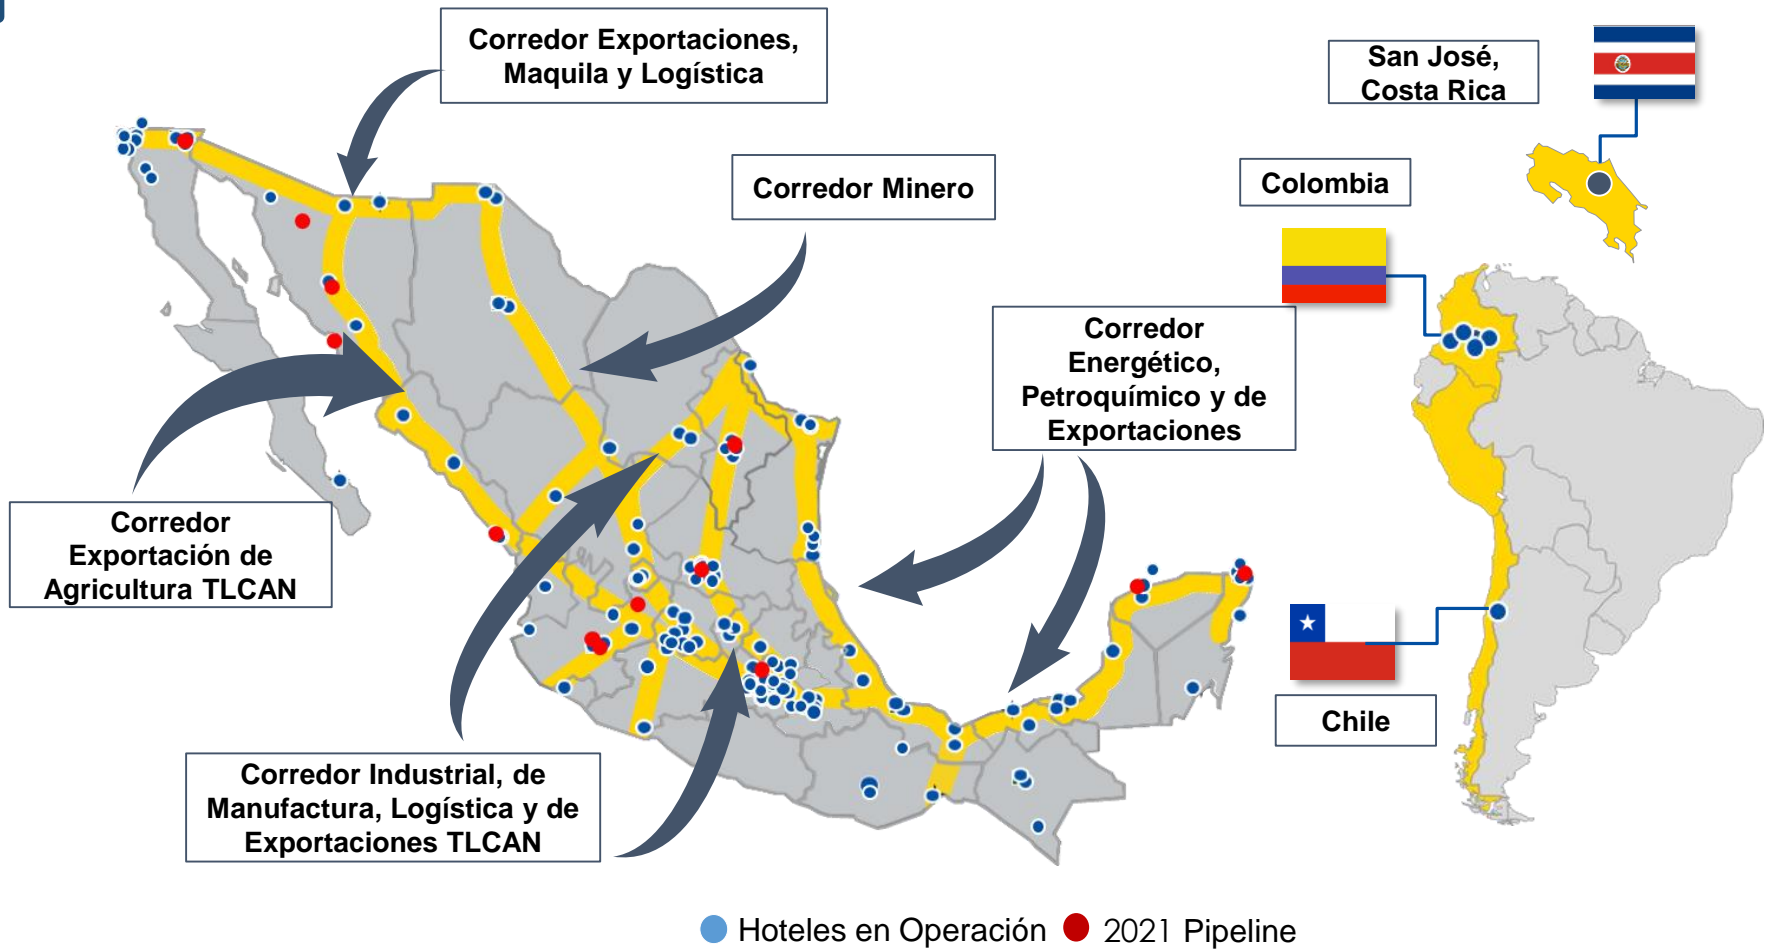 Corredor Exportaciones,
Maquila y Logística
San José,
Costa Rica
Corredor Minero
Colombia
Corredor
Energético,
Petroquímico y de
Exportaciones
Corredor
Exportación de
Agricultura TLCAN
Chile
Corredor Industrial, de
Manufactura, Logística y de
Exportaciones TLCAN
Hoteles en Operación
2021 Pipeline